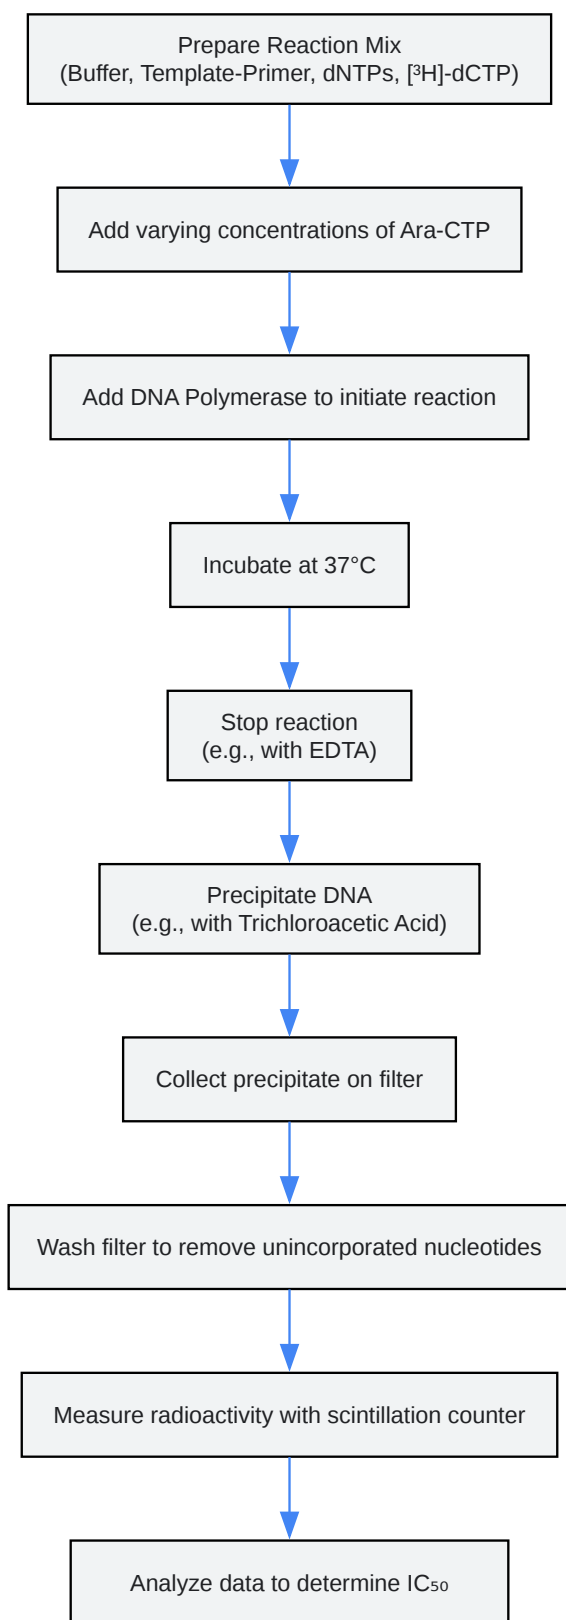 Prepare Reaction Mix
(Buffer, Template-Primer, dNTPs, [³H]-dCTP)
Add varying concentrations of Ara-CTP
Add DNA Polymerase to initiate reaction
Incubate at 37°C
Stop reaction
(e.g., with EDTA)
Precipitate DNA
(e.g., with Trichloroacetic Acid)
Collect precipitate on filter
Wash filter to remove unincorporated nucleotides
Measure radioactivity with scintillation counter
Analyze data to determine IC₅₀